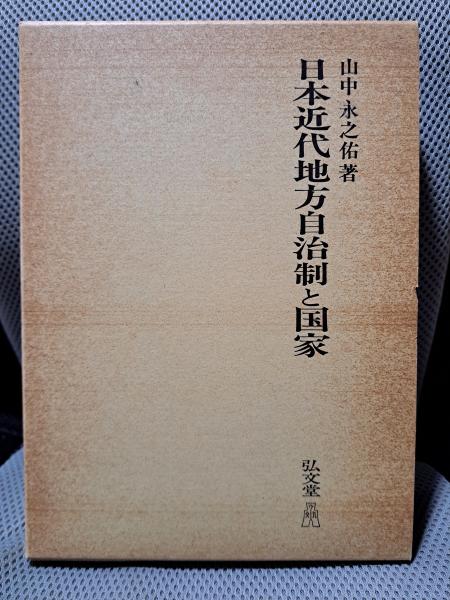 山中永之佑著
日本近代地方自治制と国家
弘文堂